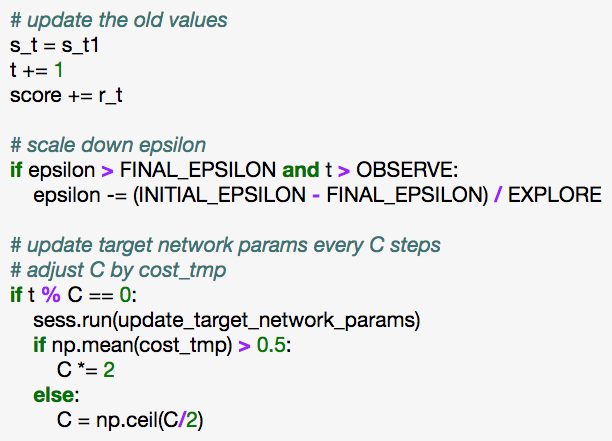 # update the old values
s_t = s_t1
t += 1
score += r_t
# scale down epsilon
if epsilon > FINAL_EPSILON and t > OBSERVE:
epsilon -= (INITIAL_EPSILON - FINAL_EPSILON) / EXPLORE
# update target network params every C steps
# adjust C by cost_tmp
if t % C == 0:
sess.run(update_target_network_params)
if np.mean(cost_tmp) > 0.5:
C *= 2
else:
C = np.ceil(C/2)